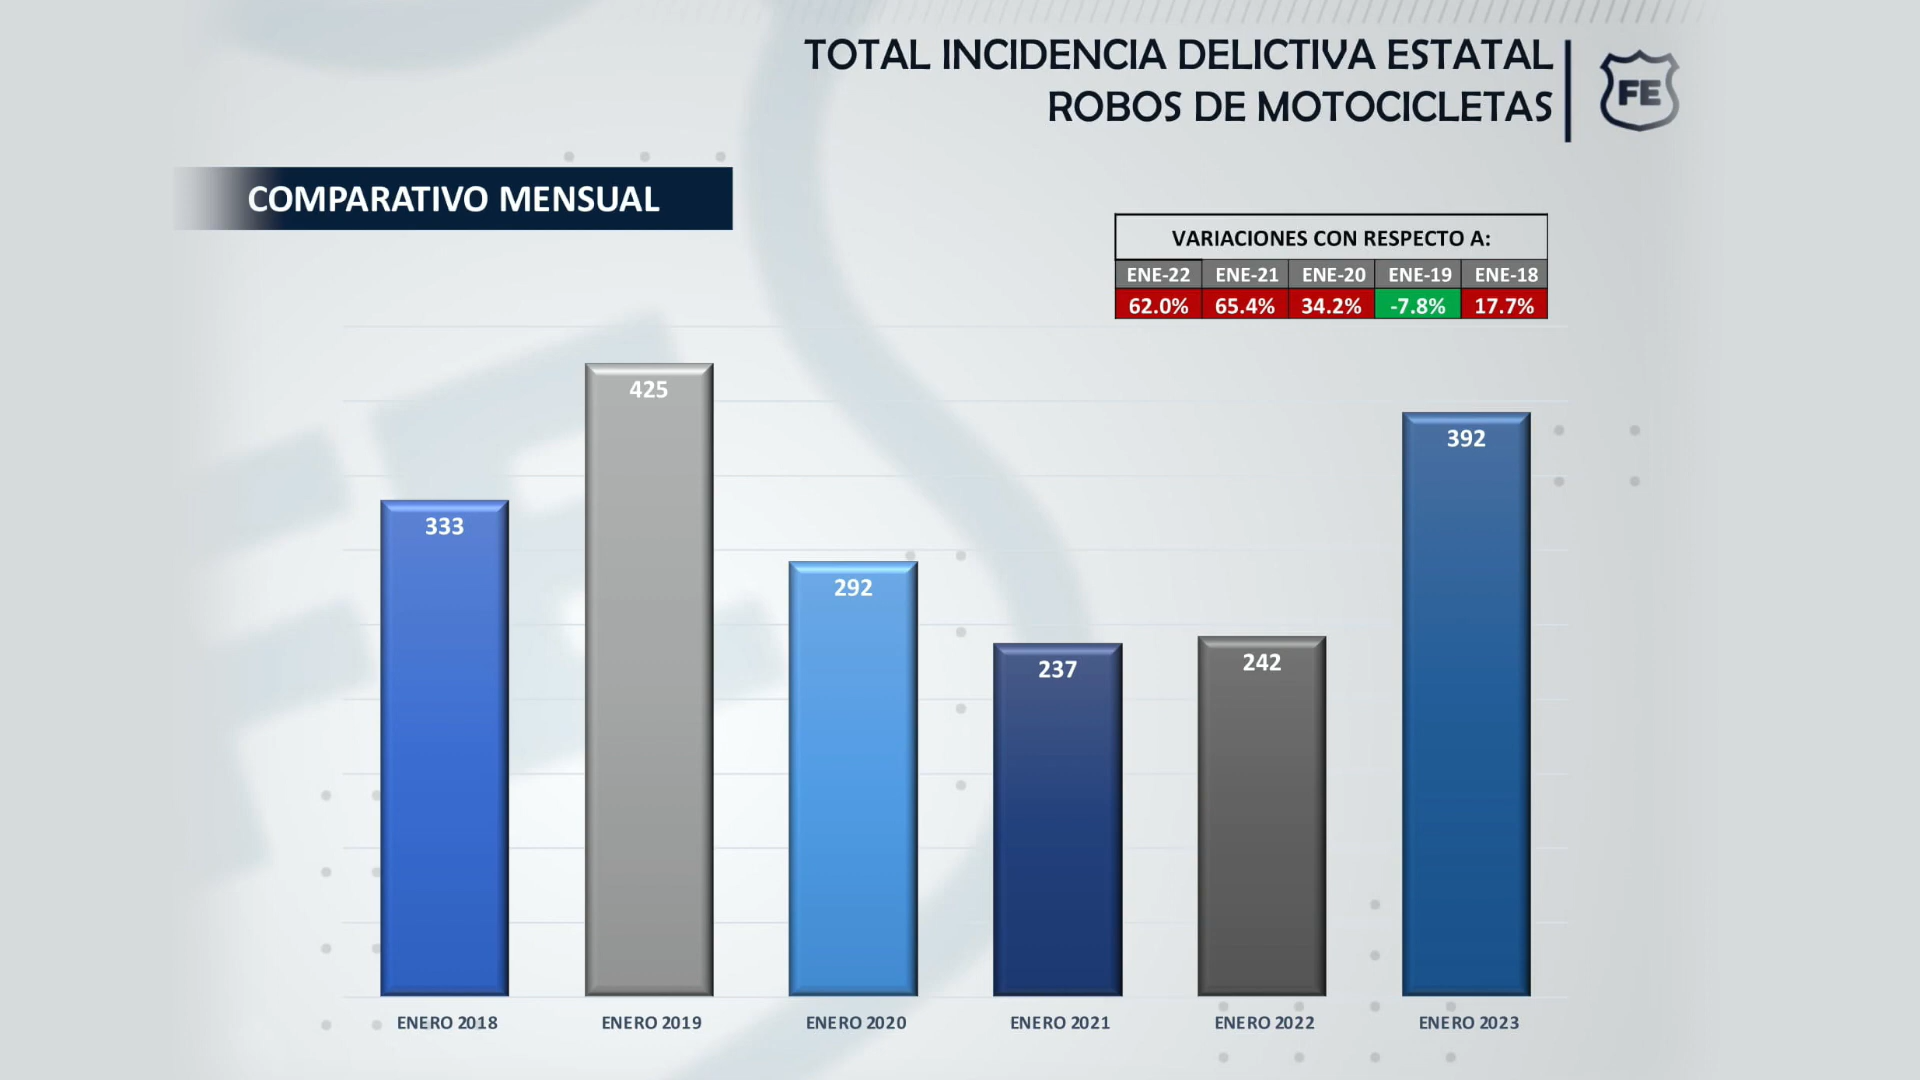 TOTAL INCIDENCIA DELICTIVA ESTATAL
ROBOS DE MOTOCICLETAS
FE
COMPARATIVO MENSUAL
VARIACIONES CON RESPECTO A:
ENE-22 ENE-21 ENE-20 ENE-19 ENE-18
62.0% 65.4% 34.2% -7.8% 17.7%
333
425
292
237
242
392
ENERO 2018 ENERO 2019 ENERO 2020 ENERO 2021 ENERO 2022 ENERO 2023